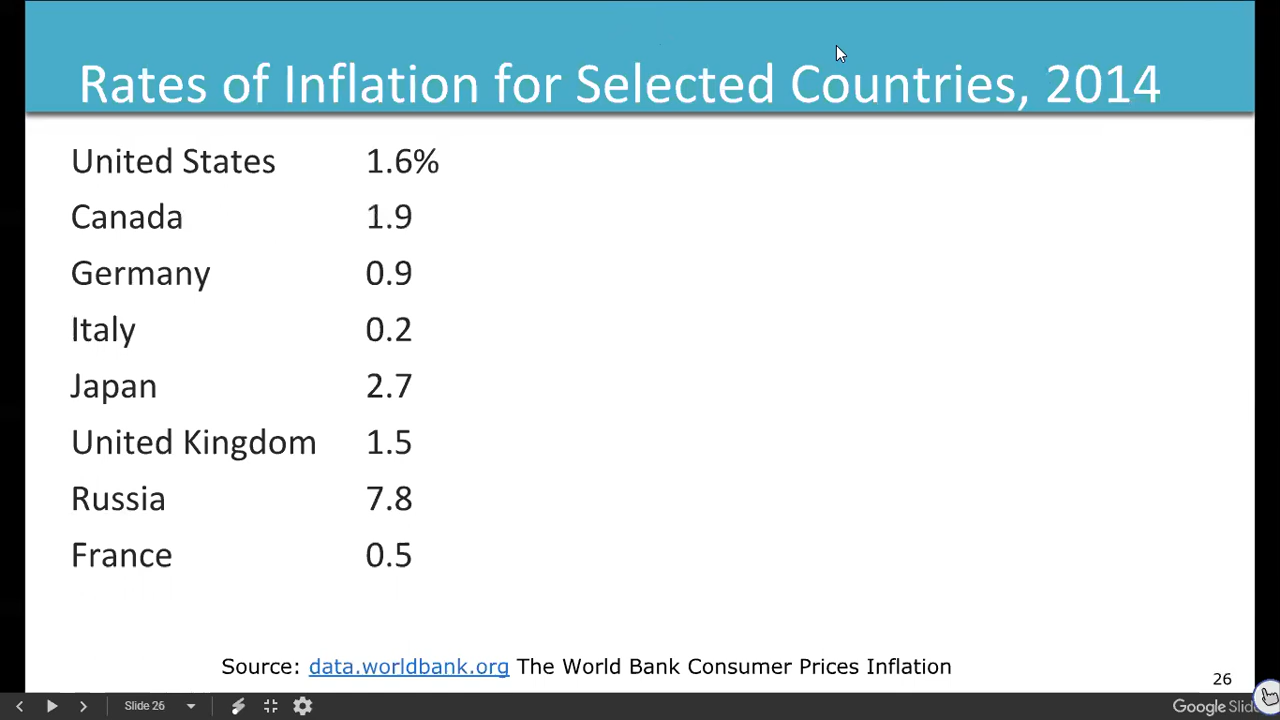 Rates of Inflation for Selected Countries, 2014
United States 1.6%
Canada 1.9
Germany 0.9
Italy 0.2
Japan 2.7
United Kingdom 1.5
Russia 7.8
France 0.5
Source: data.worldbank.org The World Bank Consumer Prices Inflation
26
Slide 26
Google